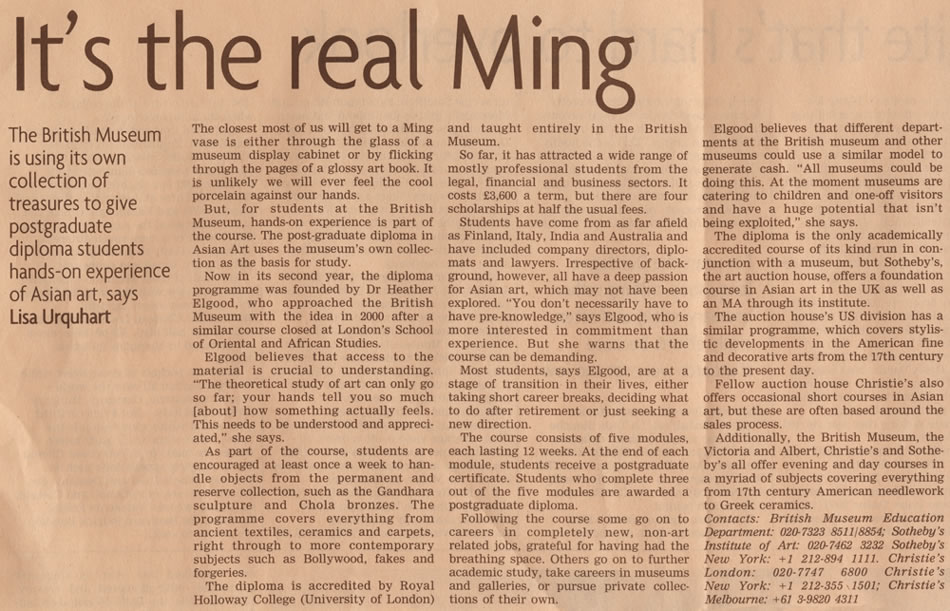 It's the real Ming
The British Museum
is using its own
collection of
treasures to give
postgraduate
diploma students
hands-on experience
of Asian art, says
Lisa Urquhart
The closest most of us will get to a Ming
vase is either through the glass of a
museum display cabinet or by flicking
through the pages of a glossy art book. It
is unlikely we will ever feel the cool
porcelain against our hands.
But, for students at the British
Museum, hands-on experience is part of
the course. The post-graduate diploma in
Asian Art uses the museum's own collec-
tion as the basis for study.
Now in its second year, the diploma
programme was founded by Dr Heather
Elgood, who approached the British
Museum with the idea in 2000 after a
similar course closed at London's School
of Oriental and African Studies.
Elgood believes that access to the
material is crucial to understanding.
"The theoretical study of art can only go
so far; your hands tell you so much
[about] how something actually feels.
This needs to be understood and appreci-
ated," she says.
As part of the course, students are
encouraged at least once a week to han-
dle objects from the permanent and
reserve collection, such as the Gandhara
sculpture and Chola bronzes. The
programme covers everything from
ancient textiles, ceramics and carpets,
right through to more contemporary
subjects such as Bollywood, fakes and
forgeries.
The diploma is accredited by Royal
Holloway College (University of London)
and taught entirely in the British
Museum.
So far, it has attracted a wide range of
mostly professional students from the
legal, financial and business sectors. It
costs £3,600 a term, but there are four
scholarships at half the usual fees.
Students have come from as far afield
as Finland, Italy, India and Australia and
have included company directors, diplo-
mats and lawyers. Irrespective of back-
ground, however, all have a deep passion
for Asian art, which may not have been
explored. "You don't necessarily have to
have pre-knowledge," says Elgood, who is
more interested in commitment than
experience. But she warns that the
course can be demanding.
Most students, says Elgood, are at a
stage of transition in their lives, either
taking short career breaks, deciding what
to do after retirement or just seeking a
new direction.
The course consists of five modules,
each lasting 12 weeks. At the end of each
module, students receive a postgraduate
certificate. Students who complete three
out of the five modules are awarded a
postgraduate diploma.
Following the course some go on to
careers in completely new, non-art
related jobs, grateful for having had the
breathing space. Others go on to further
academic study, take careers in museums
and galleries, or pursue private collec-
tions of their own.
Elgood believes that different depart-
ments at the British museum and other
museums could use a similar model to
generate cash. "All museums could be
doing this. At the moment museums are
catering to children and one-off visitors
and have a huge potential that isn't
being exploited," she says.
The diploma is the only academically
accredited course of its kind run in con-
junction with a museum, but Sotheby's,
the art auction house, offers a foundation
course in Asian art in the UK as well as
an MA through its institute.
The auction house's US division has a
similar programme, which covers stylis-
tic developments in the American fine
and decorative arts from the 17th century
to the present day.
Fellow auction house Christie's also
offers occasional short courses in Asian
art, but these are often based around the
sales process.
Additionally, the British Museum, the
Victoria and Albert, Christie's and Sothe-
by's all offer evening and day courses in
a myriad of subjects covering everything
from 17th century American needlework
to Greek ceramics.
Contacts: British Museum Education
Department: 020-7323 8511/8854; Sotheby's
Institute of Art: 020-7462 3232 Sotheby's
New York: +1 212-894 1111. Christie's
London: 020-7747 6800 Christie's
New York: +1 212-355 1501; Christie's
Melbourne: +61 3-9820 4311